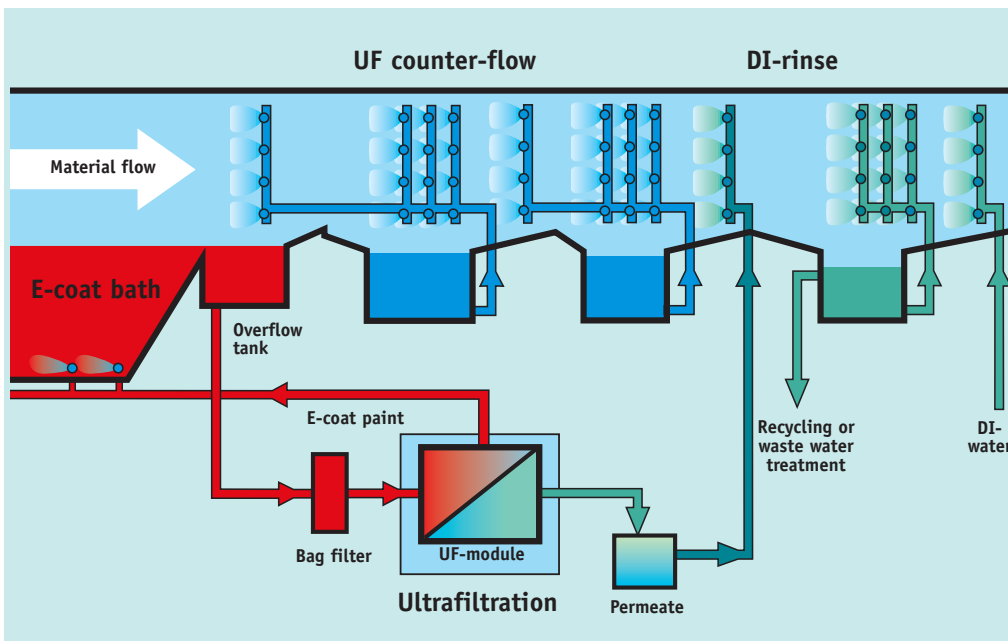 UF counter-flow
DI-rinse
Material flow
E-coat bath
Overflow
tank
E-coat paint
Recycling or
waste water
treatment
DI-
water
Bag filter
UF-module
Ultrafiltration
Permeate